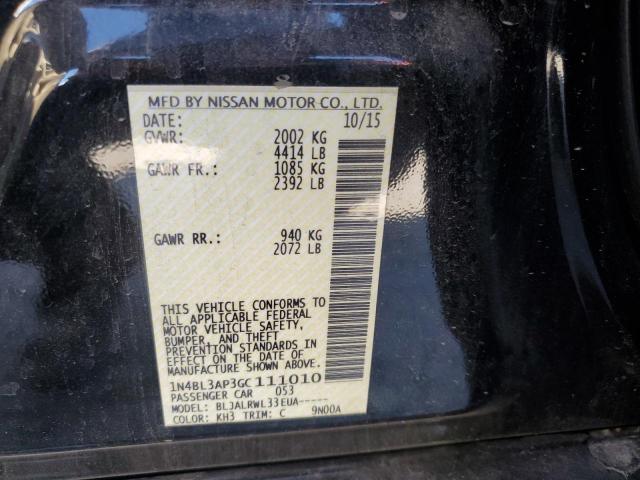 MFD BY NISSAN MOTOR CO., LTD.
DATE: 10/15
GVWR: 2002 KG
4414 LB
GAWR FR.: 1085 KG
2392 LB
GAWR RR.: 940 KG
2072 LB
THIS VEHICLE CONFORMS TO
ALL APPLICABLE FEDERAL
MOTOR VEHICLE SAFETY,
BUMPER, AND THEFT
PREVENTION STANDARDS IN
EFFECT ON THE DATE OF
MANUFACTURE SHOWN ABOVE.
1N4BL3AP3GC111010
PASSENGER CAR 053
MODEL: BLJALRWL33EUA-----
COLOR: KH3 TRIM: C 9N00A